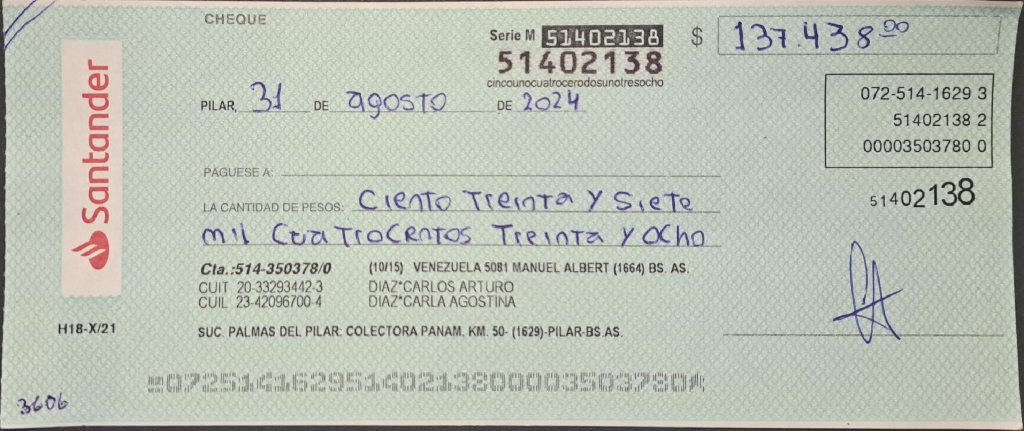 CHEQUE
Serie M 51402138
$ 137.438 00
51402138
cincounocuatrocerodosunotresocho
PILAR, 31 DE agosto DE 2024
072-514-1629 3
51402138 2
00003503780 0
Santander
PAGUESE A:
51402138
LA CANTIDAD DE PESOS: Ciento Treinta y Siete
mil Cuatrocentos Treinta y Ocho
Cta.:514-350378/0 (10/15) VENEZUELA 5081 MANUEL ALBERT (1664) BS. AS.
CUIT 20-33293442-3 DIAZ*CARLOS ARTURO
CUIL 23-42096700-4 DIAZ*CARLA AGOSTINA
H18-X/21
SUC. PALMAS DEL PILAR: COLECTORA PANAM. KM. 50- (1629)-PILAR-BS.AS.
07251416295140213800003503780
3606